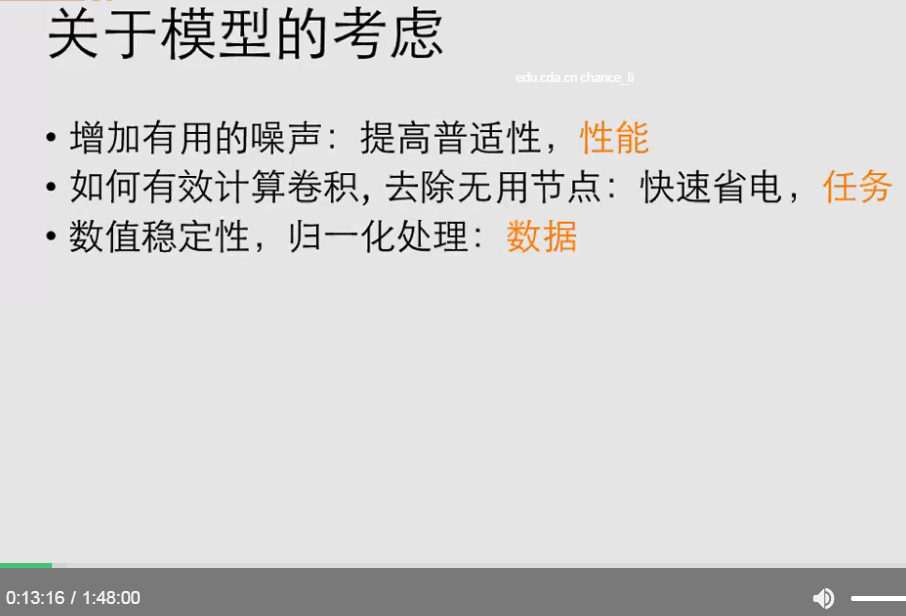 关于模型的考虑
edu.cda.cn chance_li
• 增加有用的噪声：提高普适性，性能
• 如何有效计算卷积, 去除无用节点：快速省电，任务
• 数值稳定性，归一化处理：数据
0:13:16 / 1:48:00